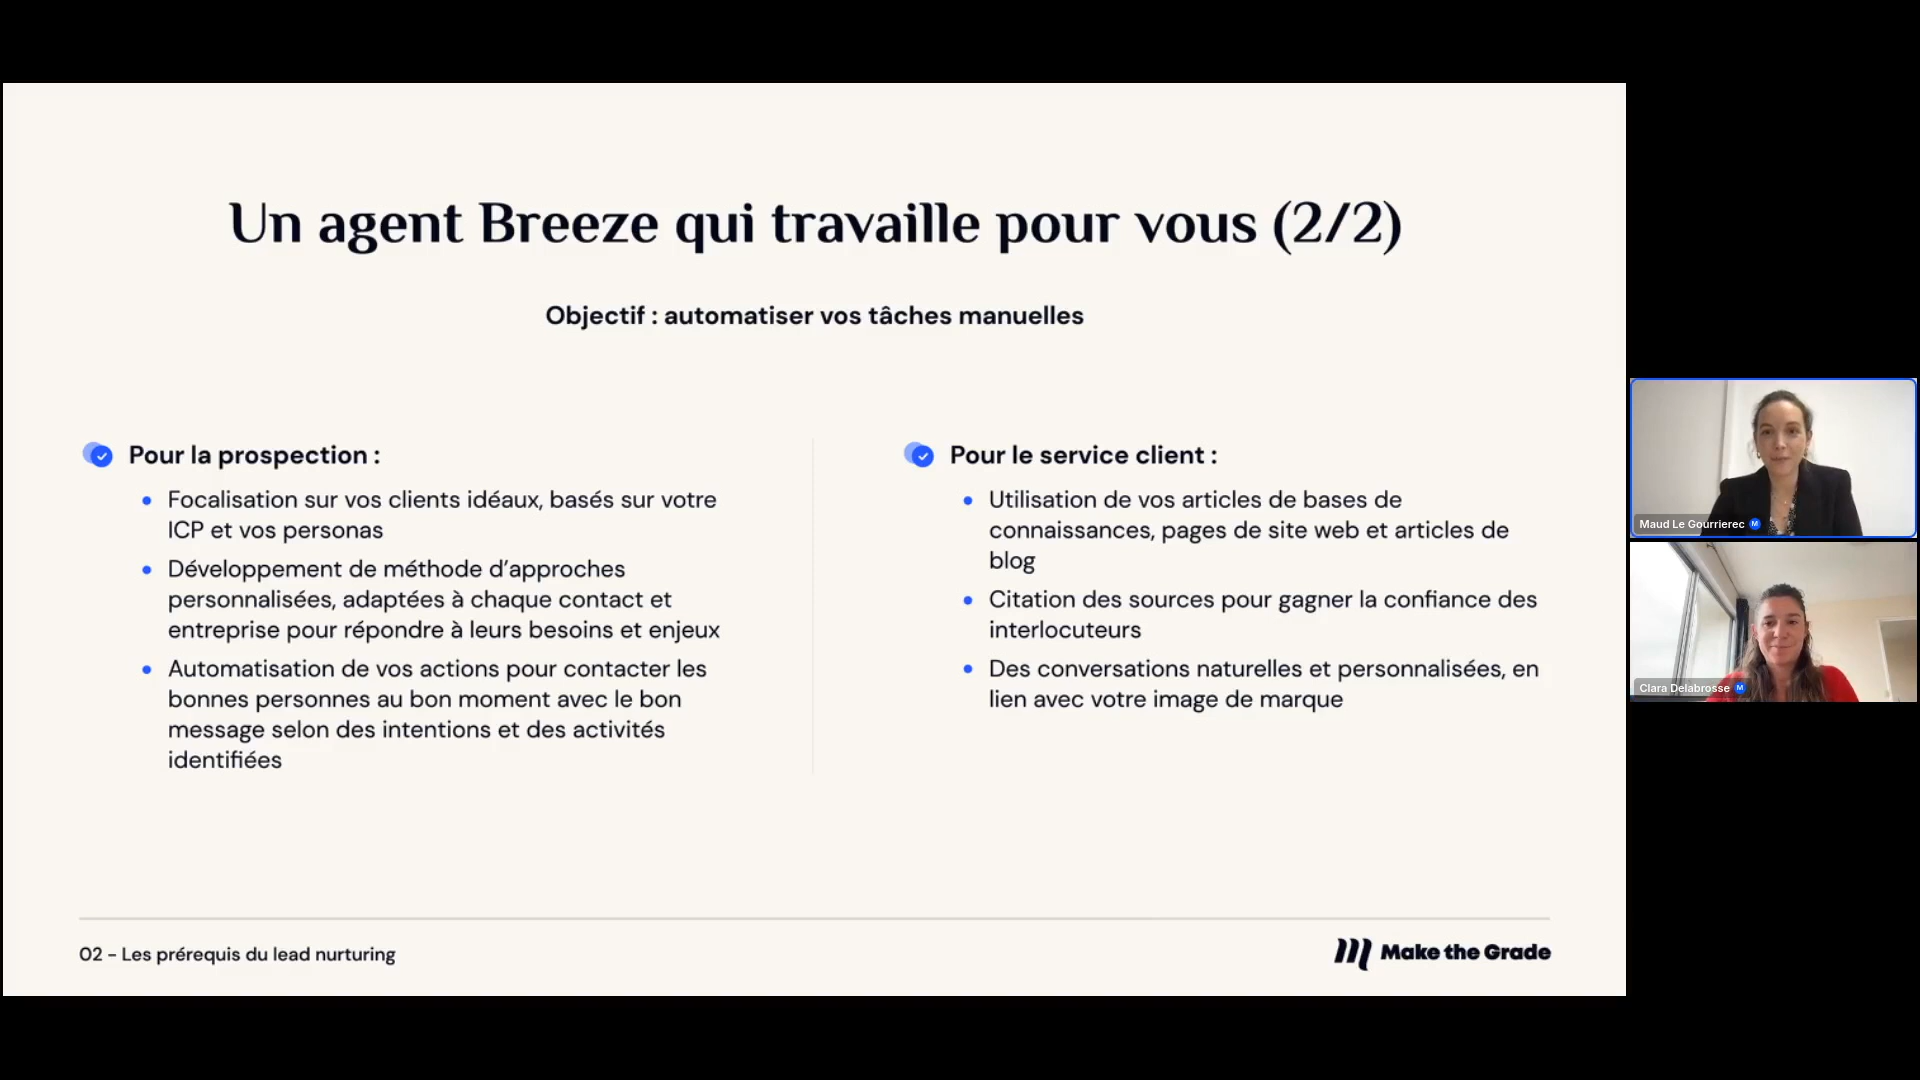 Un agent Breeze qui travaille pour vous (2/2)
Objectif : automatiser vos tâches manuelles
Pour la prospection :
Focalisation sur vos clients idéaux, basés sur votre
ICP et vos personas
Développement de méthode d’approches
personnalisées, adaptées à chaque contact et
entreprise pour répondre à leurs besoins et enjeux
Automatisation de vos actions pour contacter les
bonnes personnes au bon moment avec le bon
message selon des intentions et des activités
identifiées
Pour le service client :
Utilisation de vos articles de bases de
connaissances, pages de site web et articles de
blog
Citation des sources pour gagner la confiance des
interlocuteurs
Des conversations naturelles et personnalisées, en
lien avec votre image de marque
02 - Les prérequis du lead nurturing
Make the Grade
Maud Le Gourrierec
Clara Delabrosse